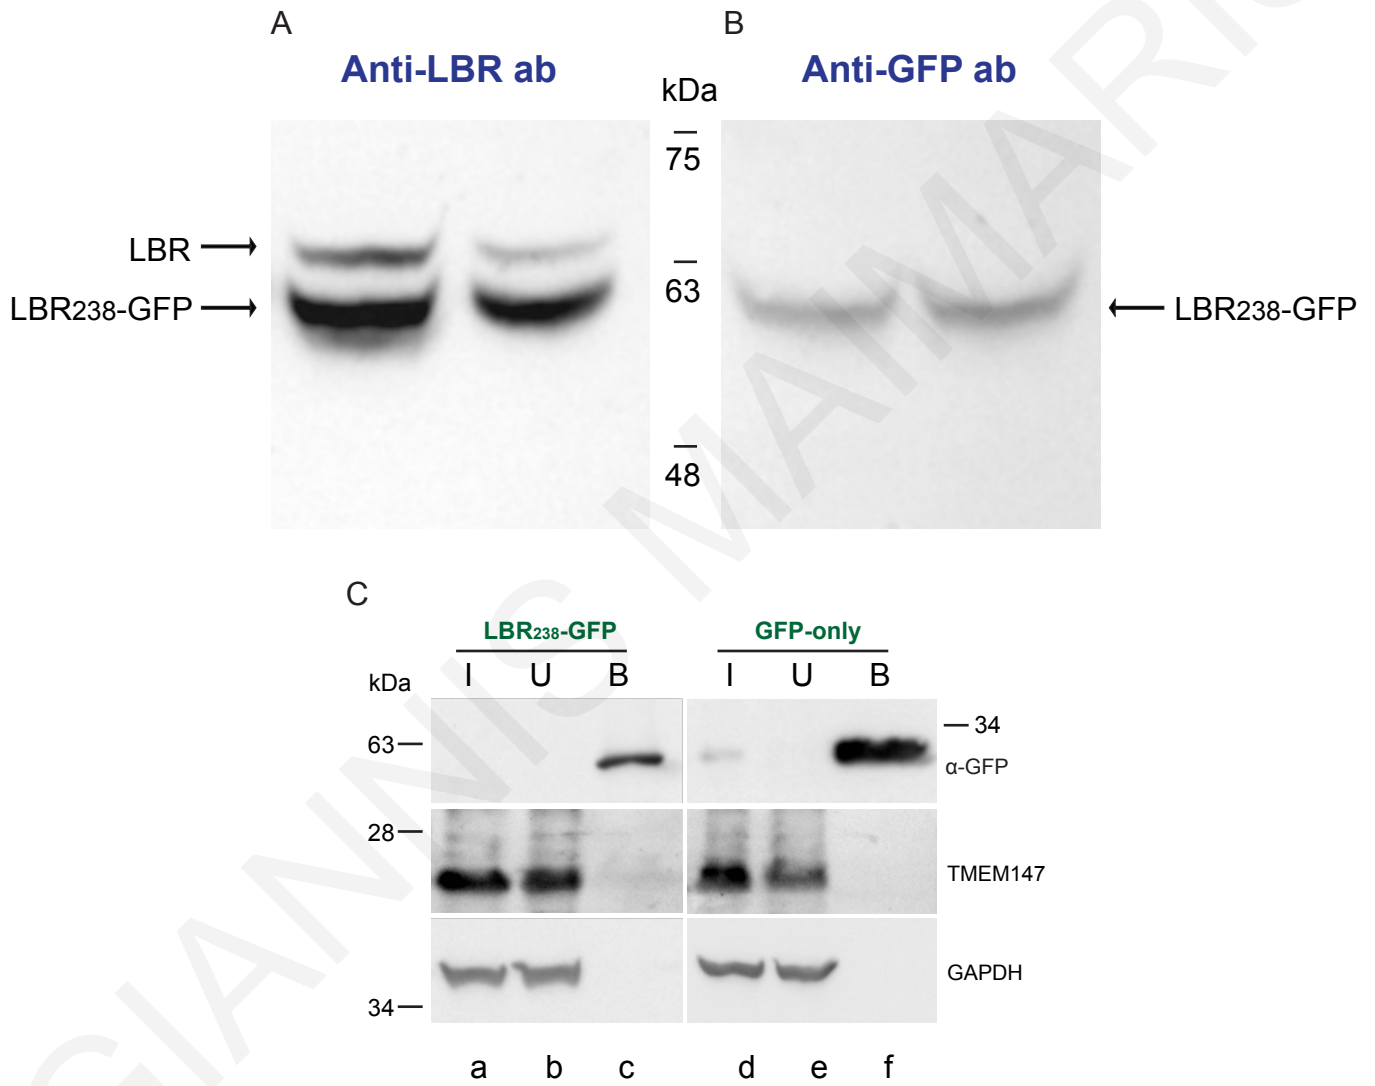 A
B
Anti-LBR ab
Anti-GFP ab
kDa
75
LBR
63
LBR238-GFP
LBR238-GFP
48
C
LBR238-GFP
GFP-only
kDa
I U B
I U B
34
63
α-GFP
28
TMEM147
GAPDH
34
a b c d e f
GIANNIS MAIMARIS